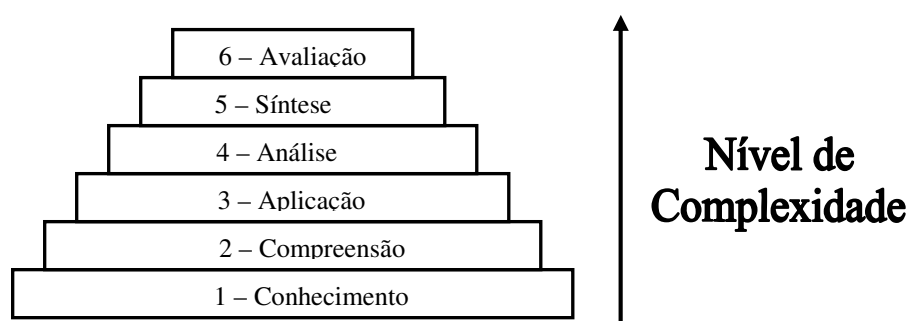 6 – Avaliação
5 – Síntese
4 – Análise
3 – Aplicação
2 – Compreensão
1 – Conhecimento
Nível de
Complexidade